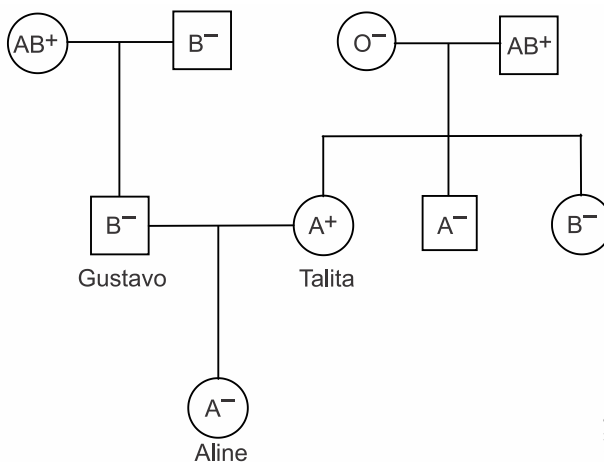 AB+ B− O− AB+
B− A+ A− B−
Gustavo Talita
A−
Aline